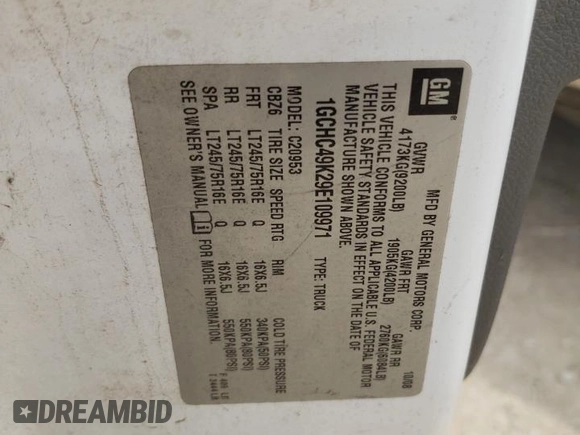 GM ®
MFD BY GENERAL MOTORS CORP. 10/08
GVWR GAWR FRT GAWR RR
4173KG(9200LB) 1905KG(4200LB) 2760KG(6084LB)
THIS VEHICLE CONFORMS TO ALL APPLICABLE U.S. FEDERAL MOTOR
VEHICLE SAFETY STANDARDS IN EFFECT ON THE DATE OF
MANUFACTURE SHOWN ABOVE.
1GCHC49K29E109971 TYPE: TRUCK
MODEL: C20953
CBZ6 TIRE SIZE SPEED RTG RIM COLD TIRE PRESSURE
FRT LT245/75R16E Q 16X6.5J 340KPA(50PSI)
RR LT245/75R16E Q 16X6.5J 550KPA(80PSI)
SPA LT245/75R16E Q 16X6.5J 550KPA(80PSI)
SEE OWNER'S MANUAL i FOR MORE INFORMATION.
DREAMBID